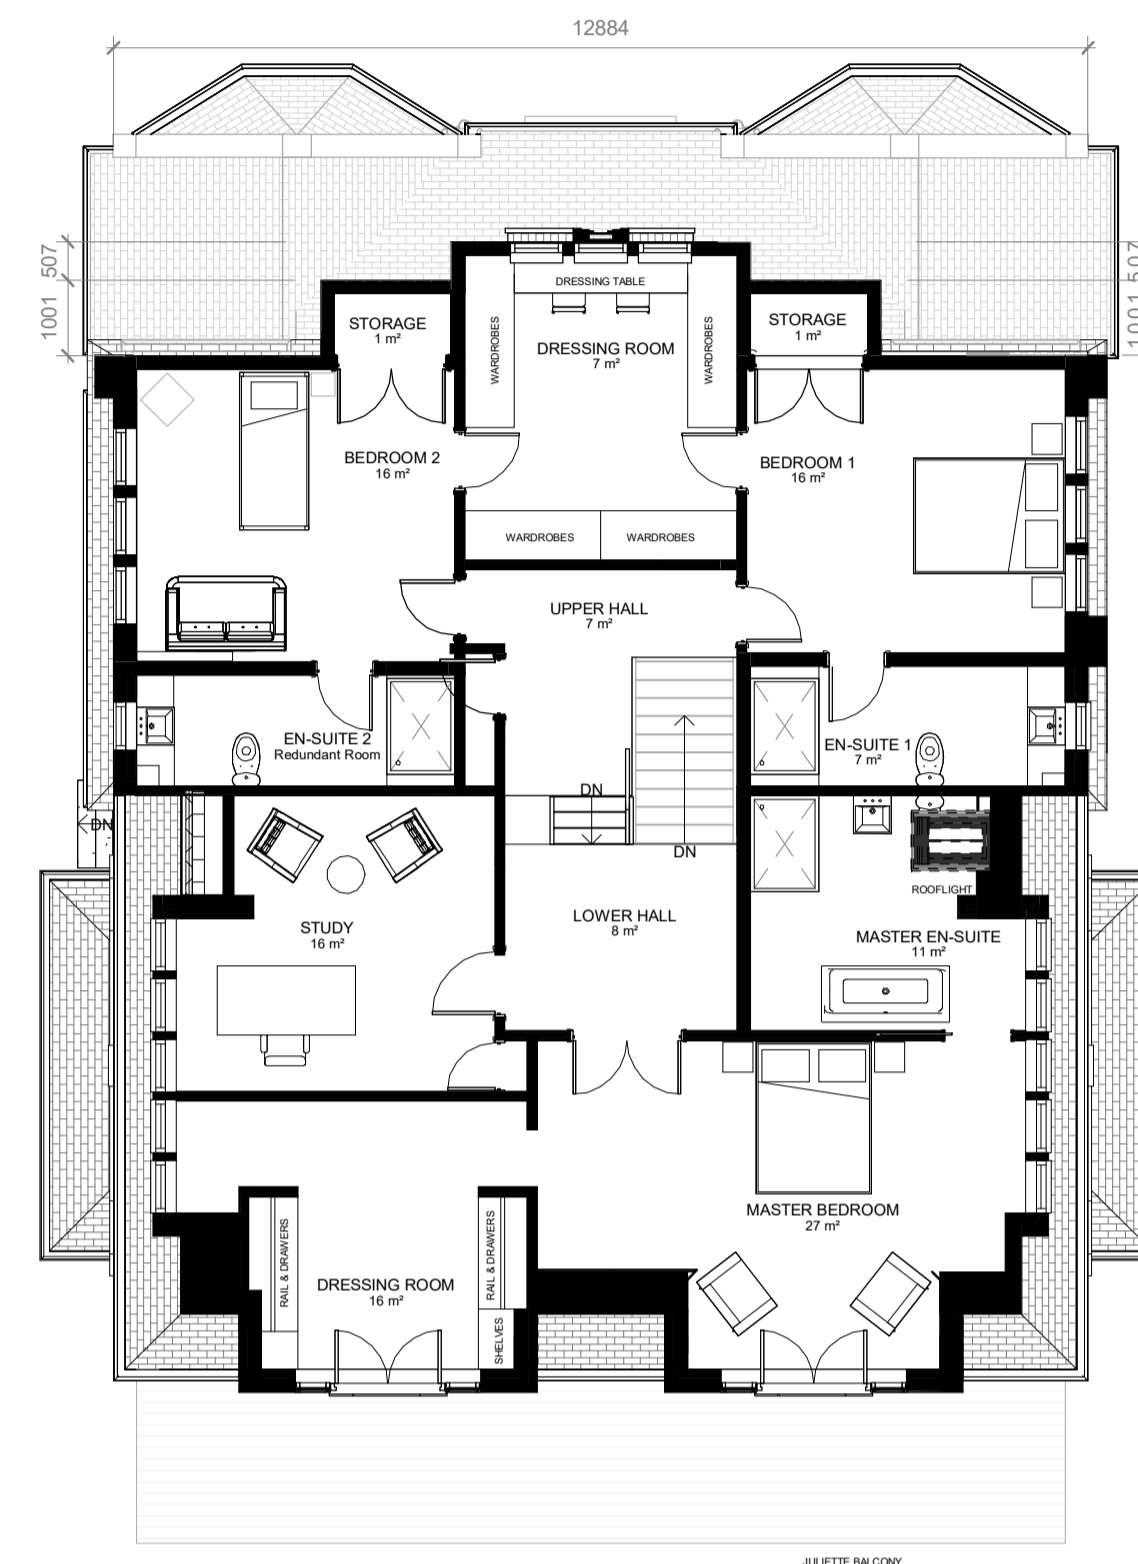 12884
507
1001
507
1001
STORAGE
1 m²
DRESSING TABLE
STORAGE
1 m²
WARDROBES
DRESSING ROOM
7 m²
WARDROBES
BEDROOM 2
16 m²
BEDROOM 1
16 m²
WARDROBES
WARDROBES
UPPER HALL
7 m²
EN-SUITE 2
Redundant Room
EN-SUITE 1
7 m²
DN
DN
DN
ROOFLIGHT
STUDY
16 m²
LOWER HALL
8 m²
MASTER EN-SUITE
11 m²
MASTER BEDROOM
27 m²
RAIL & DRAWERS
RAIL & DRAWERS
DRESSING ROOM
16 m²
SHELVES
JULIETTE BALCONY